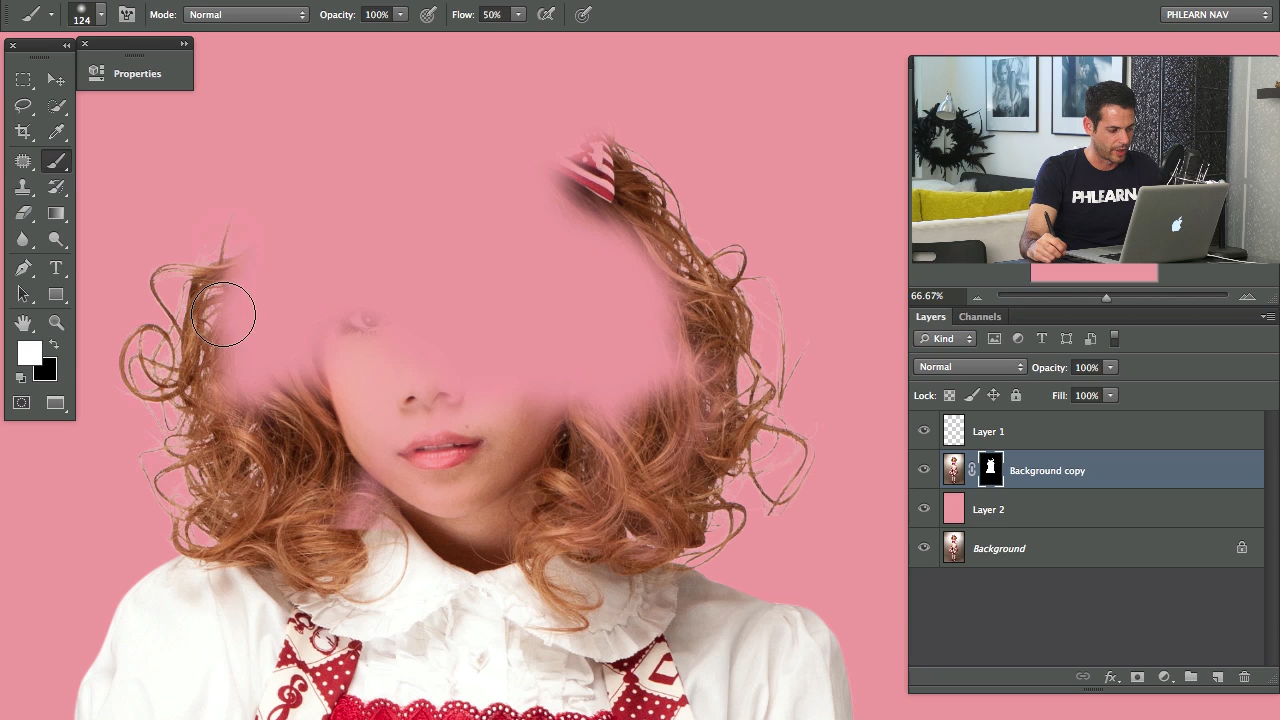 124
Mode: Normal Opacity: 100% Flow: 50% PHLEARN NAV
Properties
T
PHLEARN
66.67%
Layers Channels
Kind T
Normal Opacity: 100%
Lock: Fill: 100%
Layer 1
Background copy
Layer 2
Background
fx